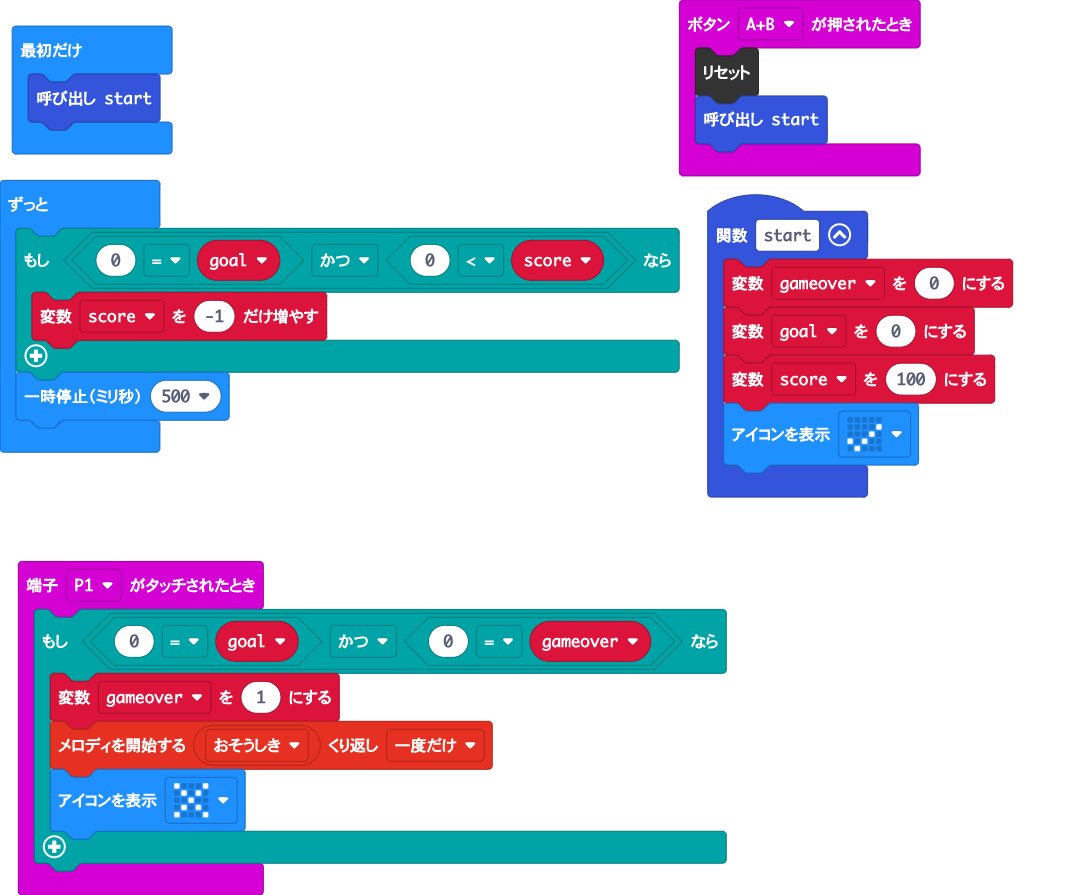 最初だけ
呼び出し start
ボタン A+B が押されたとき
リセット
呼び出し start
ずっと
もし 0 = goal かつ 0 < score なら
変数 score を -1 だけ増やす
一時停止（ミリ秒） 500
関数 start
変数 gameover を 0 にする
変数 goal を 0 にする
変数 score を 100 にする
アイコンを表示
端子 P1 がタッチされたとき
もし 0 = goal かつ 0 = gameover なら
変数 gameover を 1 にする
メロディを開始する おそうしき くり返し 一度だけ
アイコンを表示